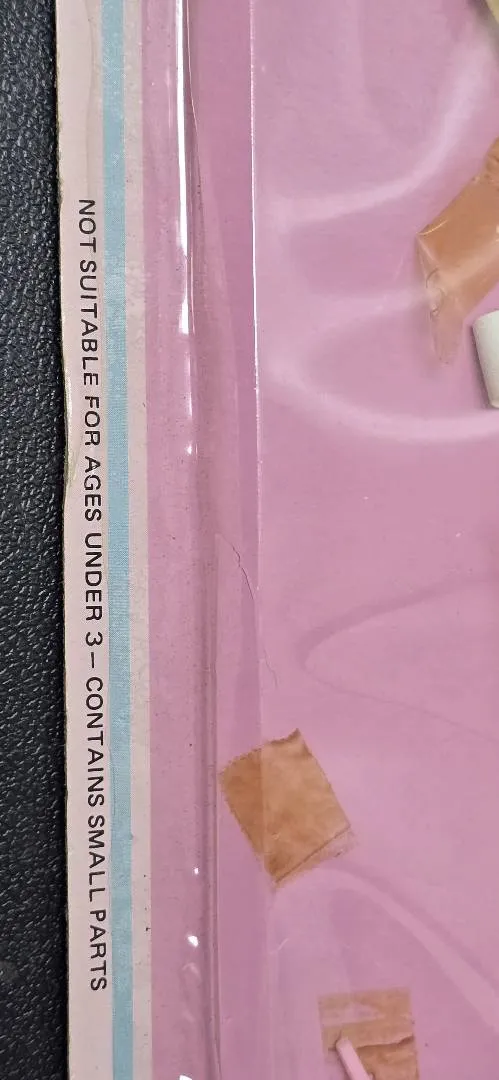 NOT SUITABLE FOR AGES UNDER 3 — CONTAINS SMALL PARTS